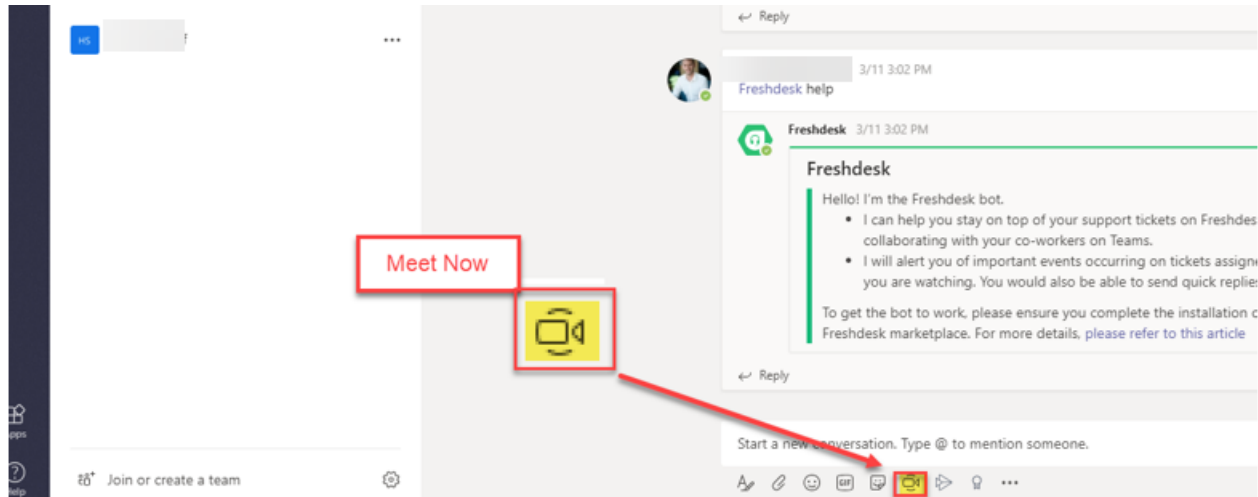 HS
...
Reply
3/11 3:02 PM
Freshdesk help
Freshdesk 3/11 3:02 PM
Freshdesk
Hello! I'm the Freshdesk bot.
• I can help you stay on top of your support tickets on Freshdes
collaborating with your co-workers on Teams.
• I will alert you of important events occurring on tickets assigne
you are watching. You would also be able to send quick replies
To get the bot to work, please ensure you complete the installation c
Freshdesk marketplace. For more details, please refer to this article
Reply
Meet Now
Start a new conversation. Type @ to mention someone.
GIF
...
Apps
Help
Join or create a team